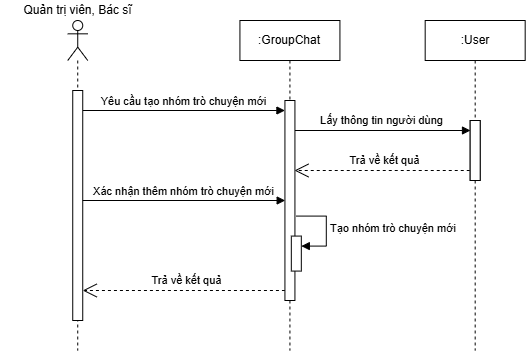 Quản trị viên, Bác sĩ
:GroupChat
:User
Yêu cầu tạo nhóm trò chuyện mới
Lấy thông tin người dùng
Trả về kết quả
Xác nhận thêm nhóm trò chuyện mới
Tạo nhóm trò chuyện mới
Trả về kết quả